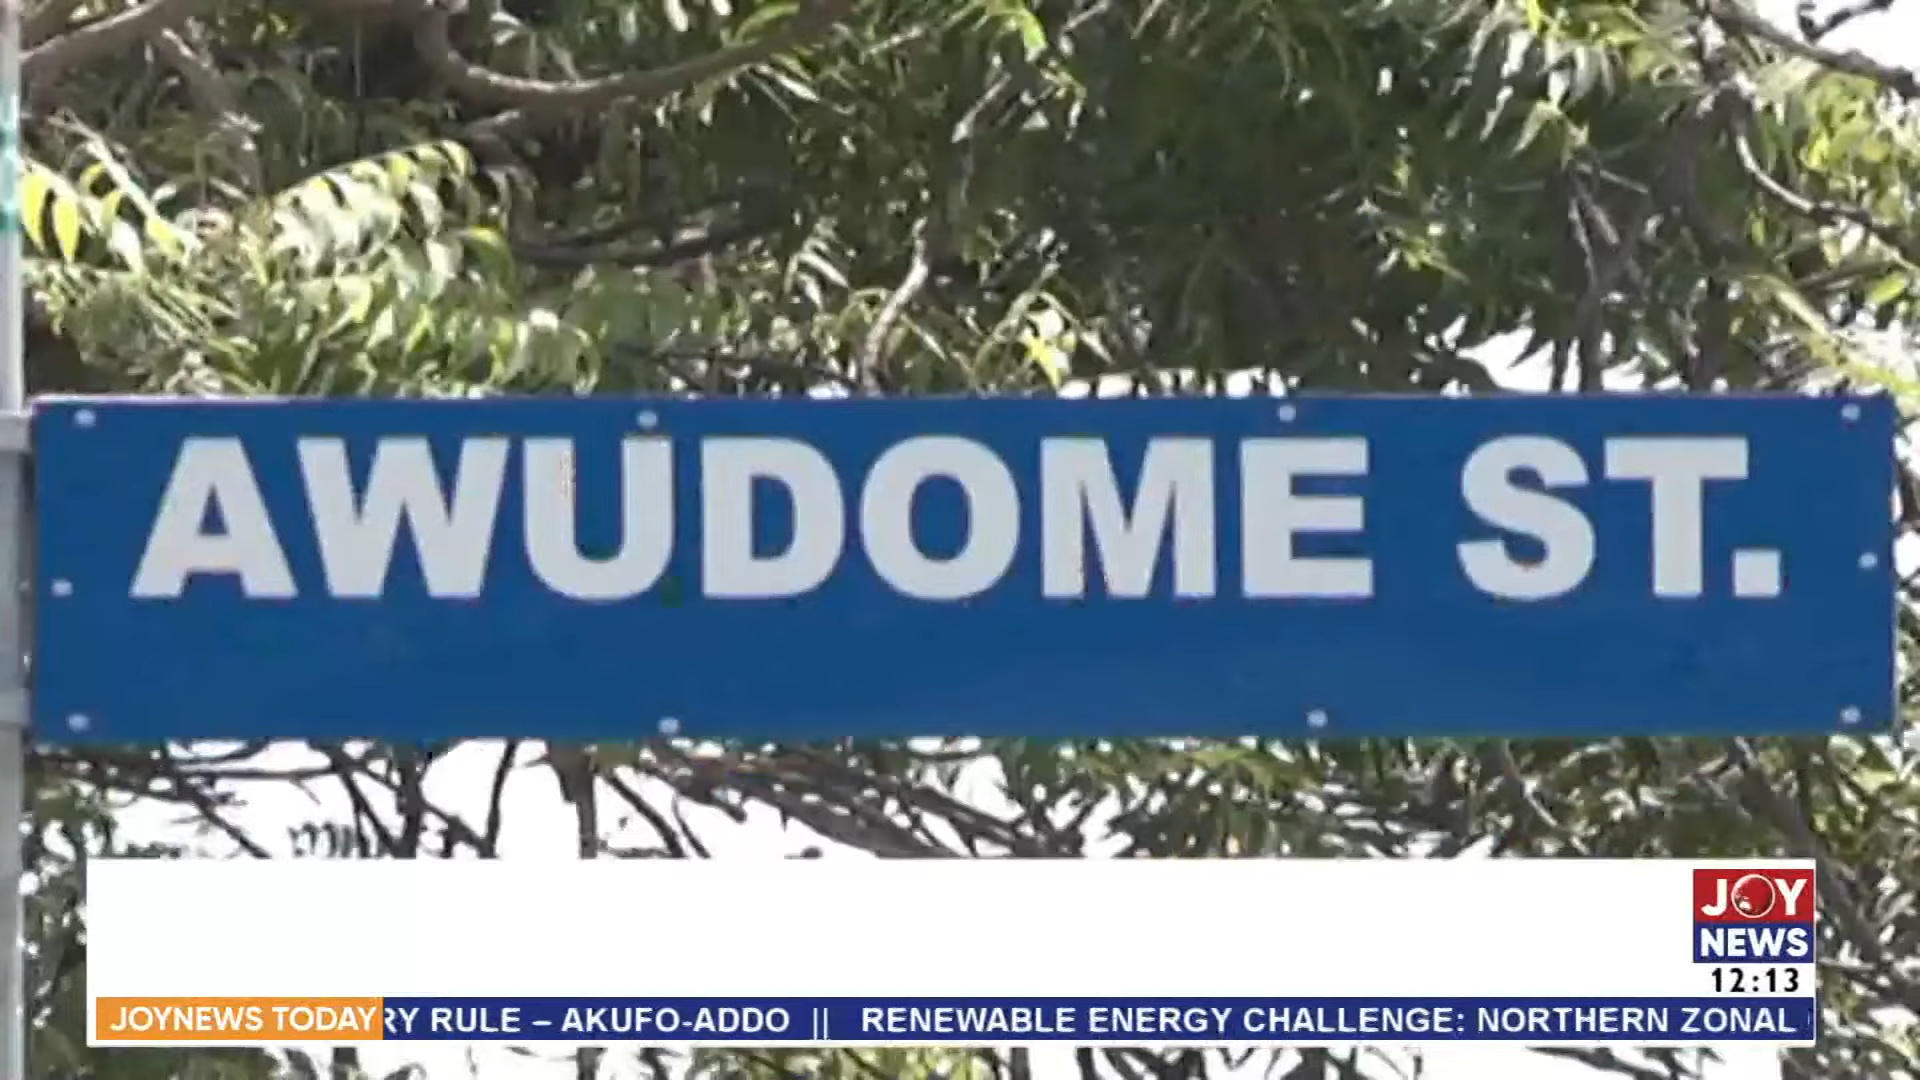 AWUDOME ST.
JOY
NEWS
12:13
JOYNEWS TODAY
RY RULE – AKUFO-ADDO || RENEWABLE ENERGY CHALLENGE: NORTHERN ZONAL